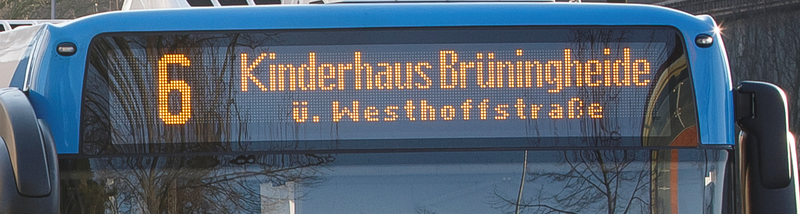 6 Kinderhaus Brüningheide
ü. Westhoffstraße